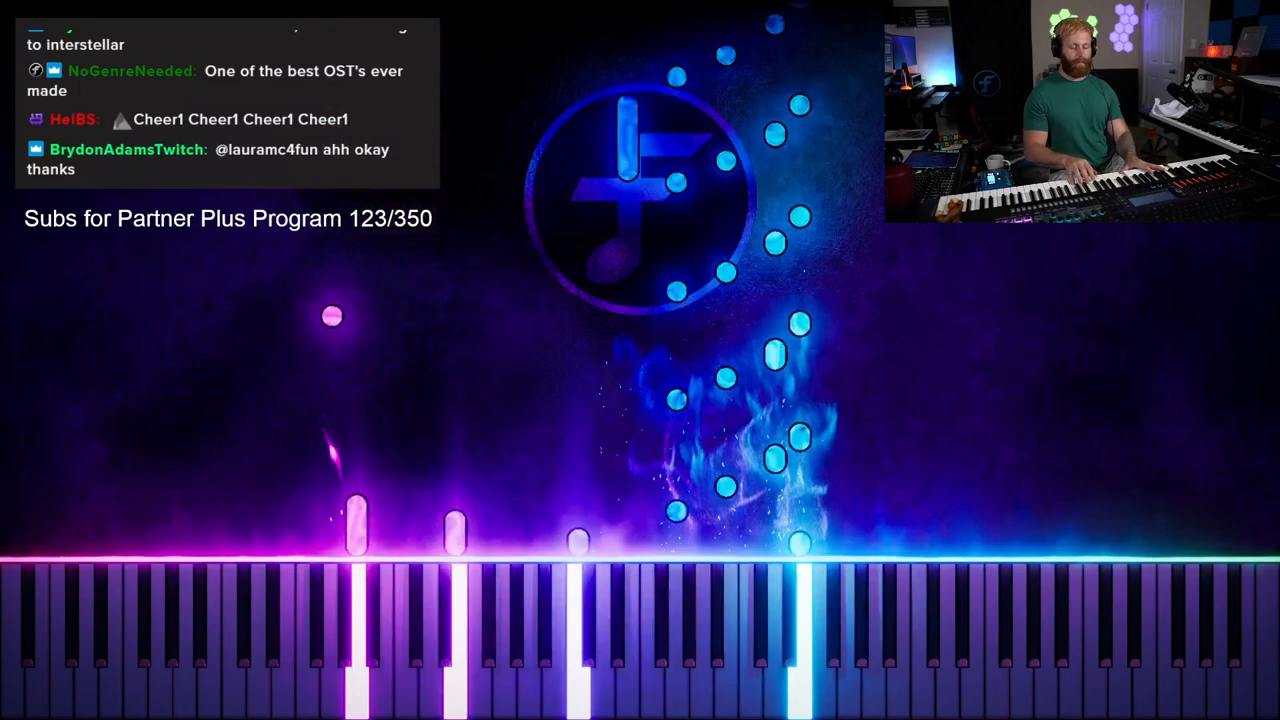 to interstellar
NoGenreNeeded: One of the best OST's ever
made
HeiBS: Cheer1 Cheer1 Cheer1 Cheer1
BrydonAdamsTwitch: @lauramc4fun ahh okay
thanks
Subs for Partner Plus Program 123/350